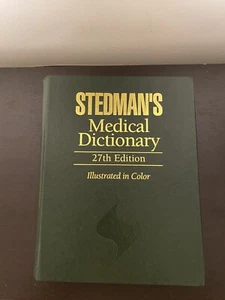 STEDMAN'S
Medical
Dictionary
27th Edition
Illustrated in Color